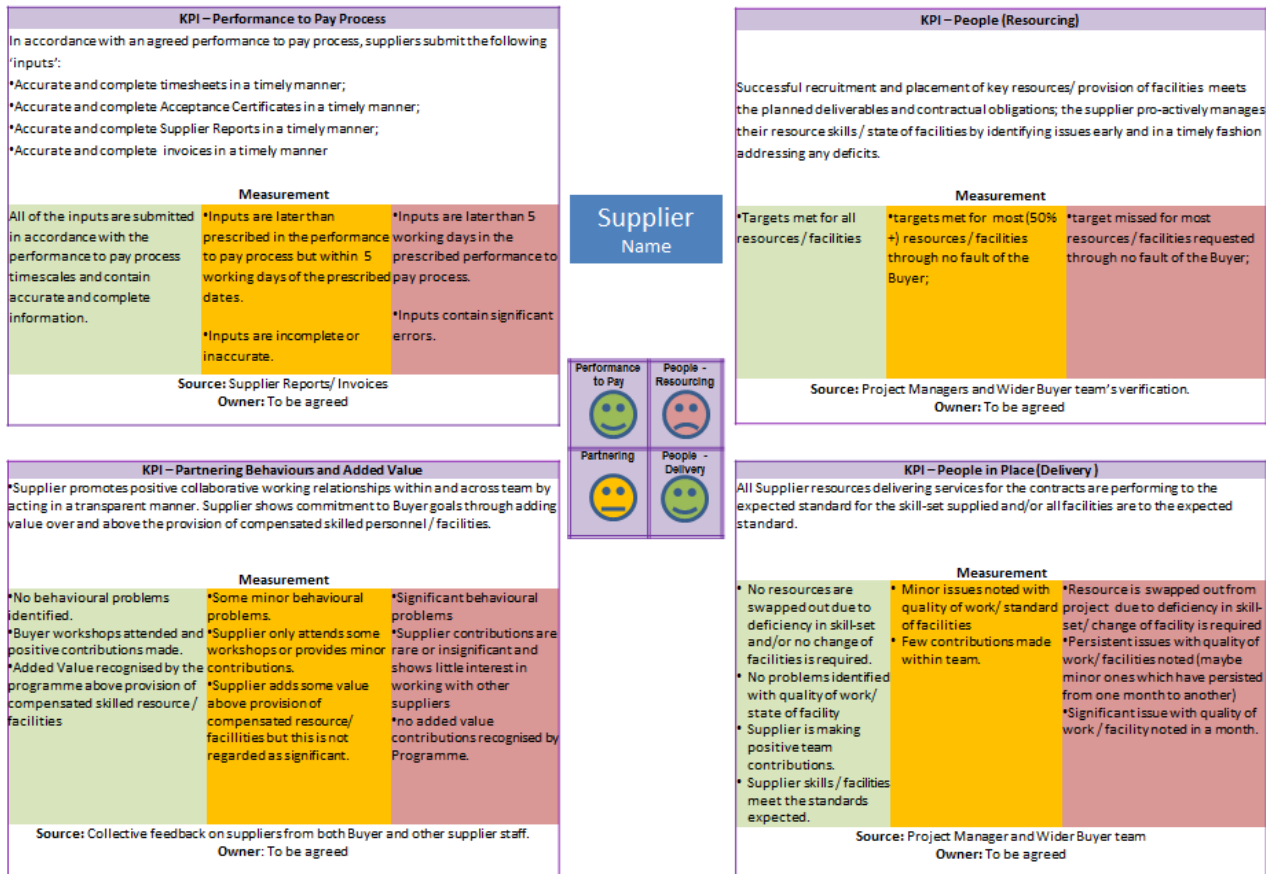 KPI – Performance to Pay Process
In accordance with an agreed performance to pay process, suppliers submit the following
'inputs':
•Accurate and complete timesheets in a timely manner;
•Accurate and complete Acceptance Certificates in a timely manner;
•Accurate and complete Supplier Reports in a timely manner;
•Accurate and complete invoices in a timely manner
Measurement
All of the inputs are submitted
in accordance with the
performance to pay process
timescales and contain
accurate and complete
information.
•Inputs are later than
prescribed in the performance
to pay process but within 5
working days of the prescribed
dates.
•Inputs are incomplete or
inaccurate.
•Inputs are later than 5
working days in the
prescribed performance to
pay process.
•Inputs contain significant
errors.
Source: Supplier Reports/ Invoices
Owner: To be agreed
KPI – People (Resourcing)
Successful recruitment and placement of key resources/ provision of facilities meets
the planned deliverables and contractual obligations; the supplier pro-actively manages
their resource skills / state of facilities by identifying issues early and in a timely fashion
addressing any deficits.
Measurement
•Targets met for all
resources / facilities
•targets met for most (50%
+) resources / facilities
through no fault of the
Buyer;
•target missed for most
resources / facilities requested
through no fault of the Buyer;
Source: Project Managers and Wider Buyer team's verification.
Owner: To be agreed
Supplier
Name
Performance
to Pay
People -
Resourcing
Partnering
People -
Delivery
KPI – Partnering Behaviours and Added Value
•Supplier promotes positive collaborative working relationships within and across team by
acting in a transparent manner. Supplier shows commitment to Buyer goals through adding
value over and above the provision of compensated skilled personnel / facilities.
Measurement
•No behavioural problems
identified.
•Buyer workshops attended and
positive contributions made.
•Added Value recognised by the
programme above provision of
compensated skilled resource /
facilities
•Some minor behavioural
problems.
•Supplier only attends some
workshops or provides minor
contributions.
•Supplier adds some value
above provision of
compensated resource/
facillities but this is not
regarded as significant.
•Significant behavioural
problems
•Supplier contributions are
rare or insignificant and
shows little interest in
working with other
suppliers
•no added value
contributions recognised by
Programme.
Source: Collective feedback on suppliers from both Buyer and other supplier staff.
Owner: To be agreed
KPI – People in Place (Delivery )
All Supplier resources delivering services for the contracts are performing to the
expected standard for the skill-set supplied and/or all facilities are to the expected
standard.
Measurement
• No resources are
swapped out due to
deficiency in skill-set
and/or no change of
facilities is required.
• No problems identified
with quality of work/
state of facility
• Supplier is making
positive team
contributions.
• Supplier skills / facilities
meet the standards
expected.
• Minor issues noted with
quality of work/ standard
of facilities
• Few contributions made
within team.
•Resource is swapped out from
project due to deficiency in skill-
set/ change of facility is required
•Persistent issues with quality of
work/ facilities noted (maybe
minor ones which have persisted
from one month to another)
•Significant issue with quality of
work / facility noted in a month.
Source: Project Manager and Wider Buyer team
Owner: To be agreed